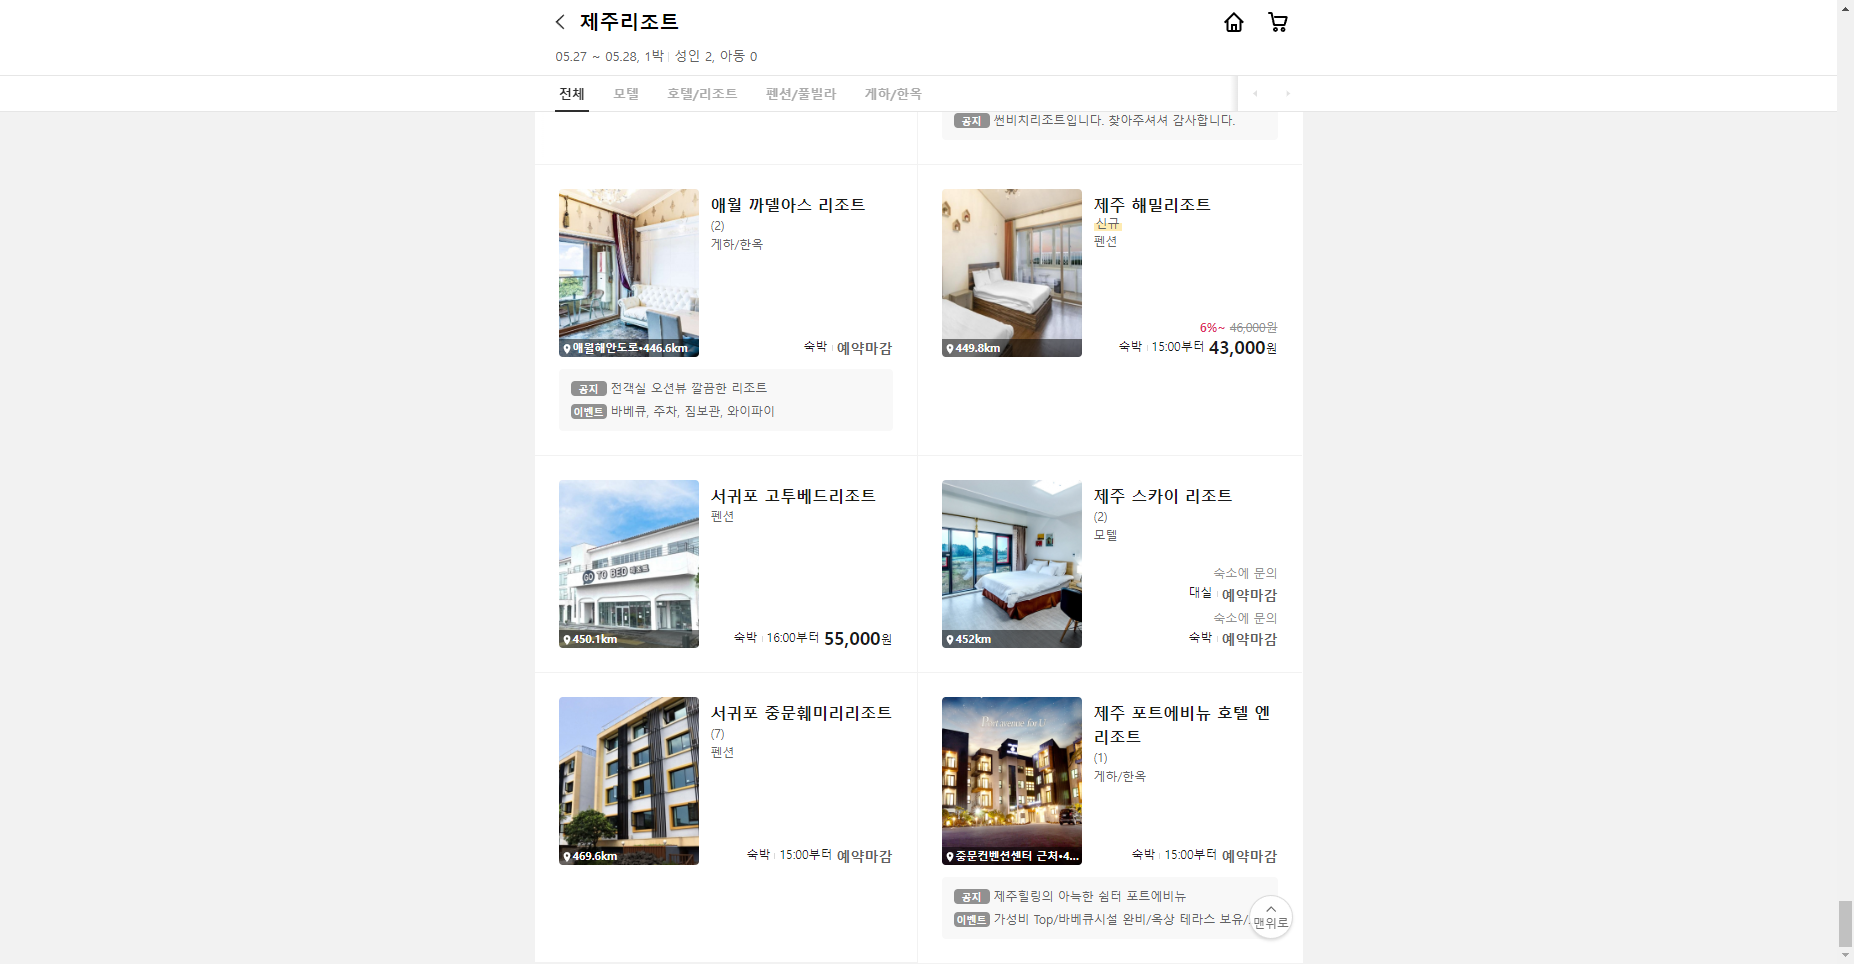 제주리조트
05.27 ~ 05.28, 1박 성인 2, 아동 0
전체 모텔 호텔/리조트 펜션/풀빌라 게하/한옥
공지 썬비치리조트입니다. 찾아주셔셔 감사합니다.
애월 까델아스 리조트
(2)
게하/한옥
애월해안도로•446.6km
숙박 예약마감
공지 전객실 오션뷰 깔끔한 리조트
이벤트 바베큐, 주차, 짐보관, 와이파이
제주 해밀리조트
신규
펜션
6%~ 46,000원
449.8km
숙박 15:00부터 43,000원
서귀포 고투베드리조트
펜션
GO TO BED 리조트
450.1km
숙박 16:00부터 55,000원
제주 스카이 리조트
(2)
모텔
숙소에 문의
대실 예약마감
숙소에 문의
452km
숙박 예약마감
서귀포 중문훼미리리조트
(7)
펜션
469.6km
숙박 15:00부터 예약마감
제주 포트에비뉴 호텔 엔
리조트
(1)
게하/한옥
중문컨벤션센터 근처•4...
숙박 15:00부터 예약마감
공지 제주힐링의 아늑한 쉼터 포트에비뉴
이벤트 가성비 Top/바베큐시설 완비/옥상 테라스 보유/..
맨위로